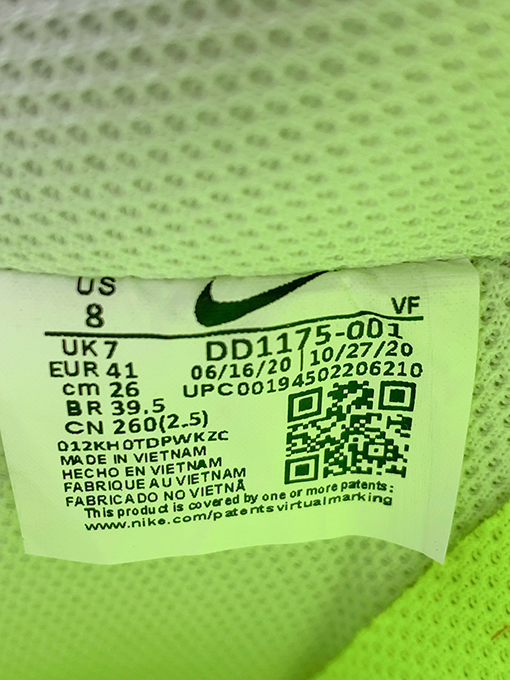 US
8
VF
UK 7
DD1175-001
EUR 41
06/16/20 10/27/20
cm 26
UPC00194502206210
BR 39.5
CN 260(2.5)
012KH0TDPWKZC
MADE IN VIETNAM
HECHO EN VIETNAM
FABRIQUE AU VIETNAM
FABRICADO NO VIETNÃ
This product is covered by one or more patents:
www.nike.com/patentsvirtualmarking